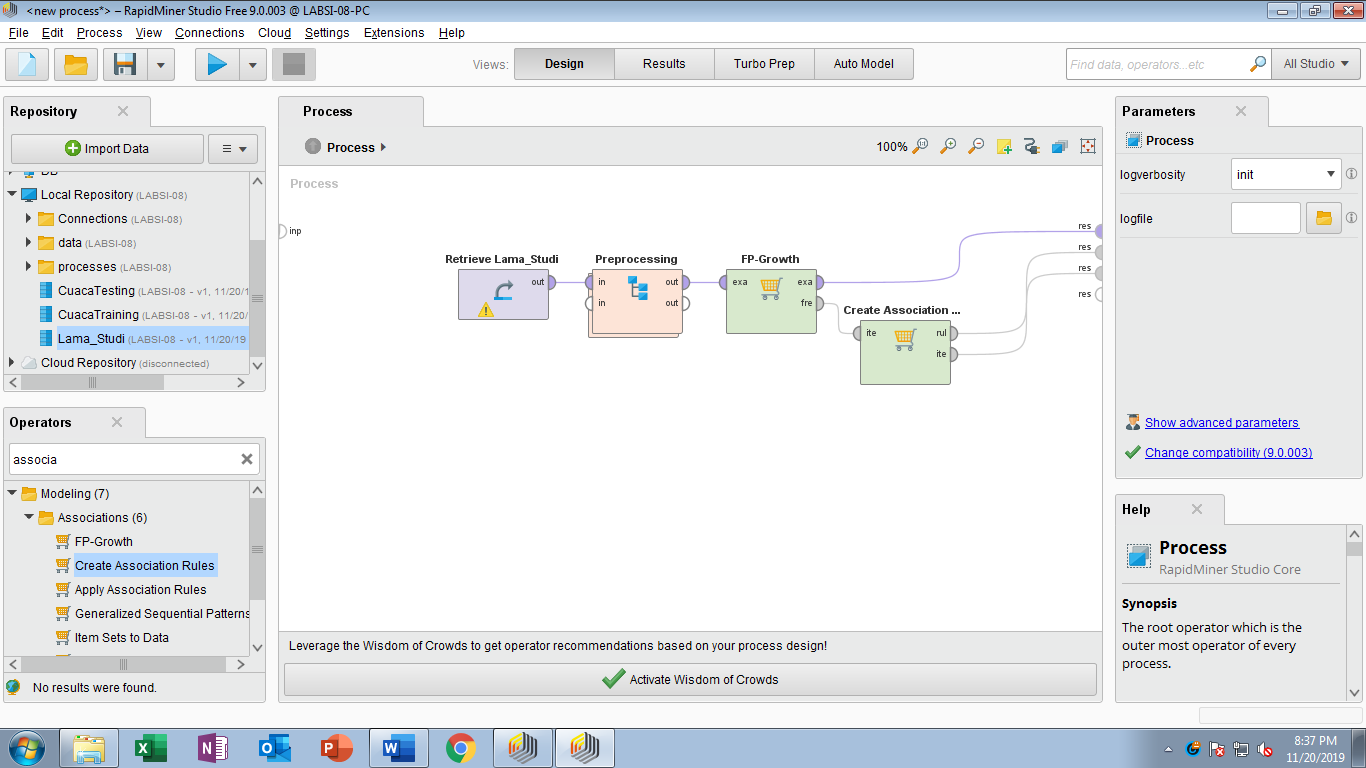 <new process*> – RapidMiner Studio Free 9.0.003 @ LABSI-08-PC
File Edit Process View Connections Cloud Settings Extensions Help
Views: Design Results Turbo Prep Auto Model
Find data, operators...etc
All Studio
Repository
Import Data
DB
Local Repository (LABSI-08)
Connections (LABSI-08)
data (LABSI-08)
processes (LABSI-08)
CuacaTesting (LABSI-08 - v1, 11/20/1
CuacaTraining (LABSI-08 - v1, 11/20/
Lama_Studi (LABSI-08 - v1, 11/20/19
Cloud Repository (disconnected)
Operators
associa
Modeling (7)
Associations (6)
FP-Growth
Create Association Rules
Apply Association Rules
Generalized Sequential Patterns
Item Sets to Data
No results were found.
Process
Process
100%
Process
inp
Retrieve Lama_Studi
out
Preprocessing
in out
in out
FP-Growth
exa exa
fre
Create Association ...
ite rul
ite
res
res
res
res
Leverage the Wisdom of Crowds to get operator recommendations based on your process design!
Activate Wisdom of Crowds
Parameters
Process
logverbosity init
logfile
Show advanced parameters
Change compatibility (9.0.003)
Help
Process
RapidMiner Studio Core
Synopsis
The root operator which is the
outer most operator of every
process.
8:37 PM
11/20/2019